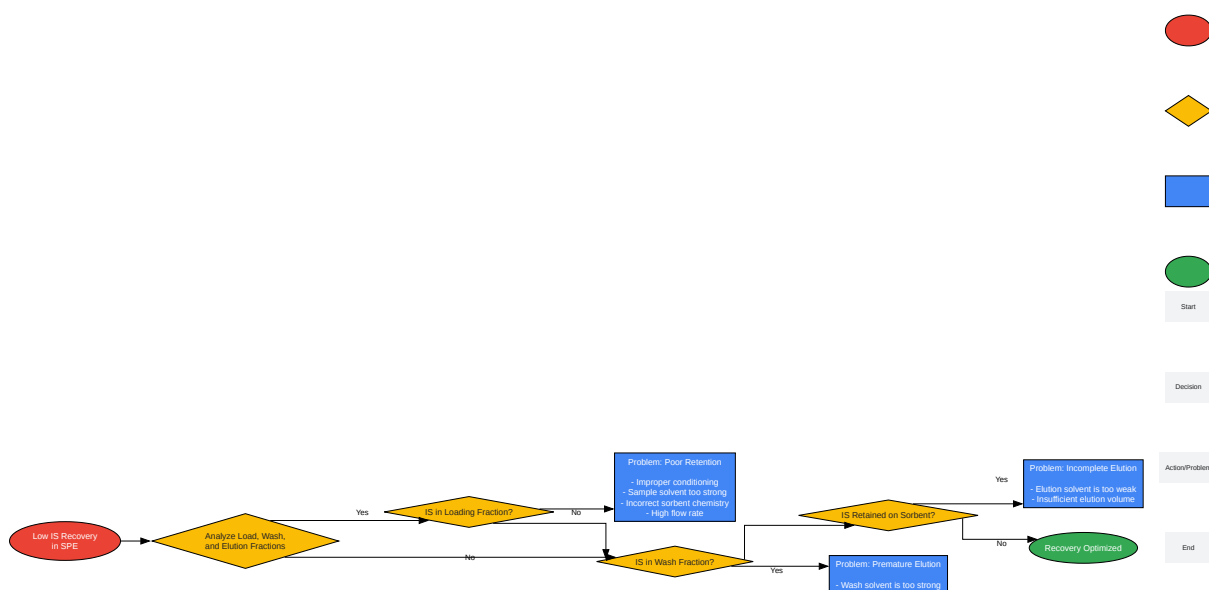 Start
Decision
Action/Problem
End
Low IS Recovery
in SPE
Analyze Load, Wash,
and Elution Fractions
Yes
No
IS in Loading Fraction?
No
Problem: Poor Retention
- Improper conditioning
- Sample solvent too strong
- Incorrect sorbent chemistry
- High flow rate
IS in Wash Fraction?
Yes
Problem: Premature Elution
- Wash solvent is too strong
IS Retained on Sorbent?
Yes
No
Problem: Incomplete Elution
- Elution solvent is too weak
- Insufficient elution volume
Recovery Optimized